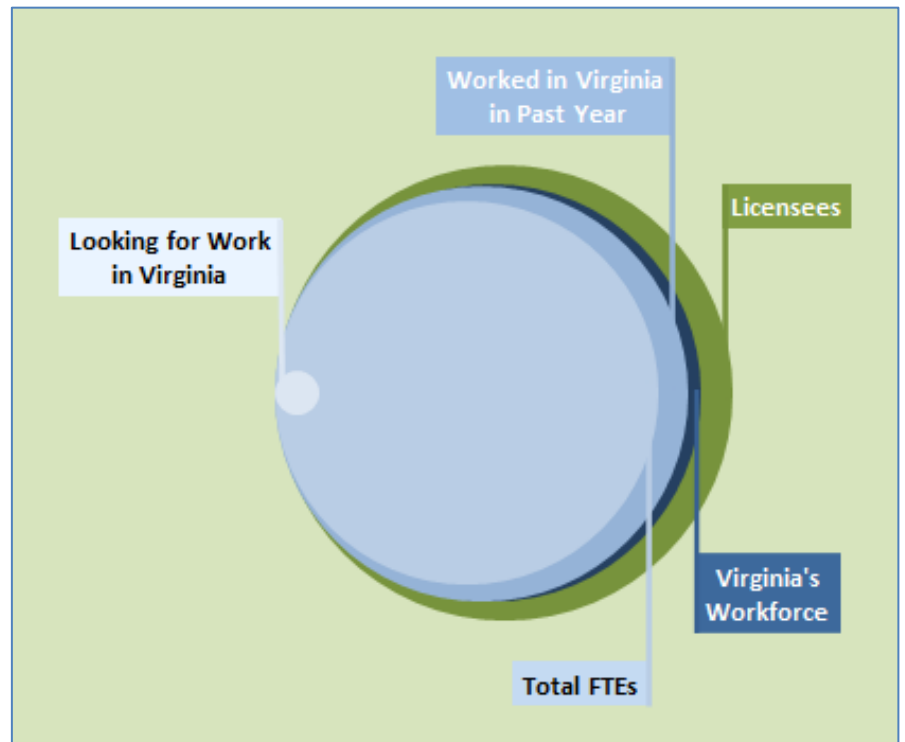 Worked in Virginia
in Past Year
Licensees
Looking for Work
in Virginia
Virginia's
Workforce
Total FTEs